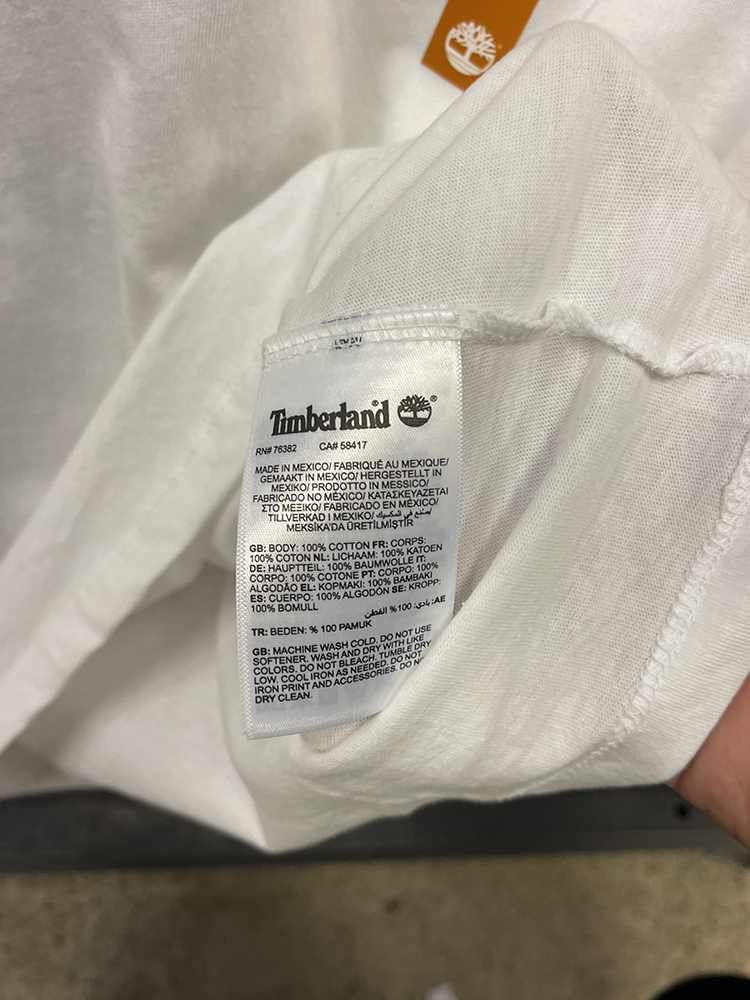 Timberland®
RN# 76382 CA# 58417
MADE IN MEXICO/ FABRIQUÉ AU MEXIQUE/
GEMAAKT IN MEXICO/ HERGESTELLT IN
MEXIKO/ PRODOTTO IN MESSICO/
FABRICADO NO MÉXICO/ ΚΑΤΑΣΚΕΥΑΖΕΤΑΙ
ΣΤΟ ΜΕΞΙΚΟ/ FABRICADO EN MÉXICO/
TILLVERKAD I MEXIKO/ صنع في المكسيك/
MEKSİKA'DA ÜRETİLMİŞTİR
GB: BODY: 100% COTTON FR: CORPS:
100% COTON NL: LICHAAM: 100% KATOEN
DE: HAUPTTEIL: 100% BAUMWOLLE IT:
CORPO: 100% COTONE PT: CORPO: 100%
ALGODÃO EL: ΚΟΡΜΑΚΙ: 100% ΒΑΜΒΑΚΙ
ES: CUERPO: 100% ALGODÓN SE: KROPP:
100% BOMULL
AE: بادي: 100% القطن
TR: BEDEN: % 100 PAMUK
GB: MACHINE WASH COLD. DO NOT USE
SOFTENER. WASH AND DRY WITH LIKE
COLORS. DO NOT BLEACH. TUMBLE DRY
LOW. COOL IRON AS NEEDED. DO NOT
IRON PRINT AND ACCESSORIES. DO NOT
DRY CLEAN.